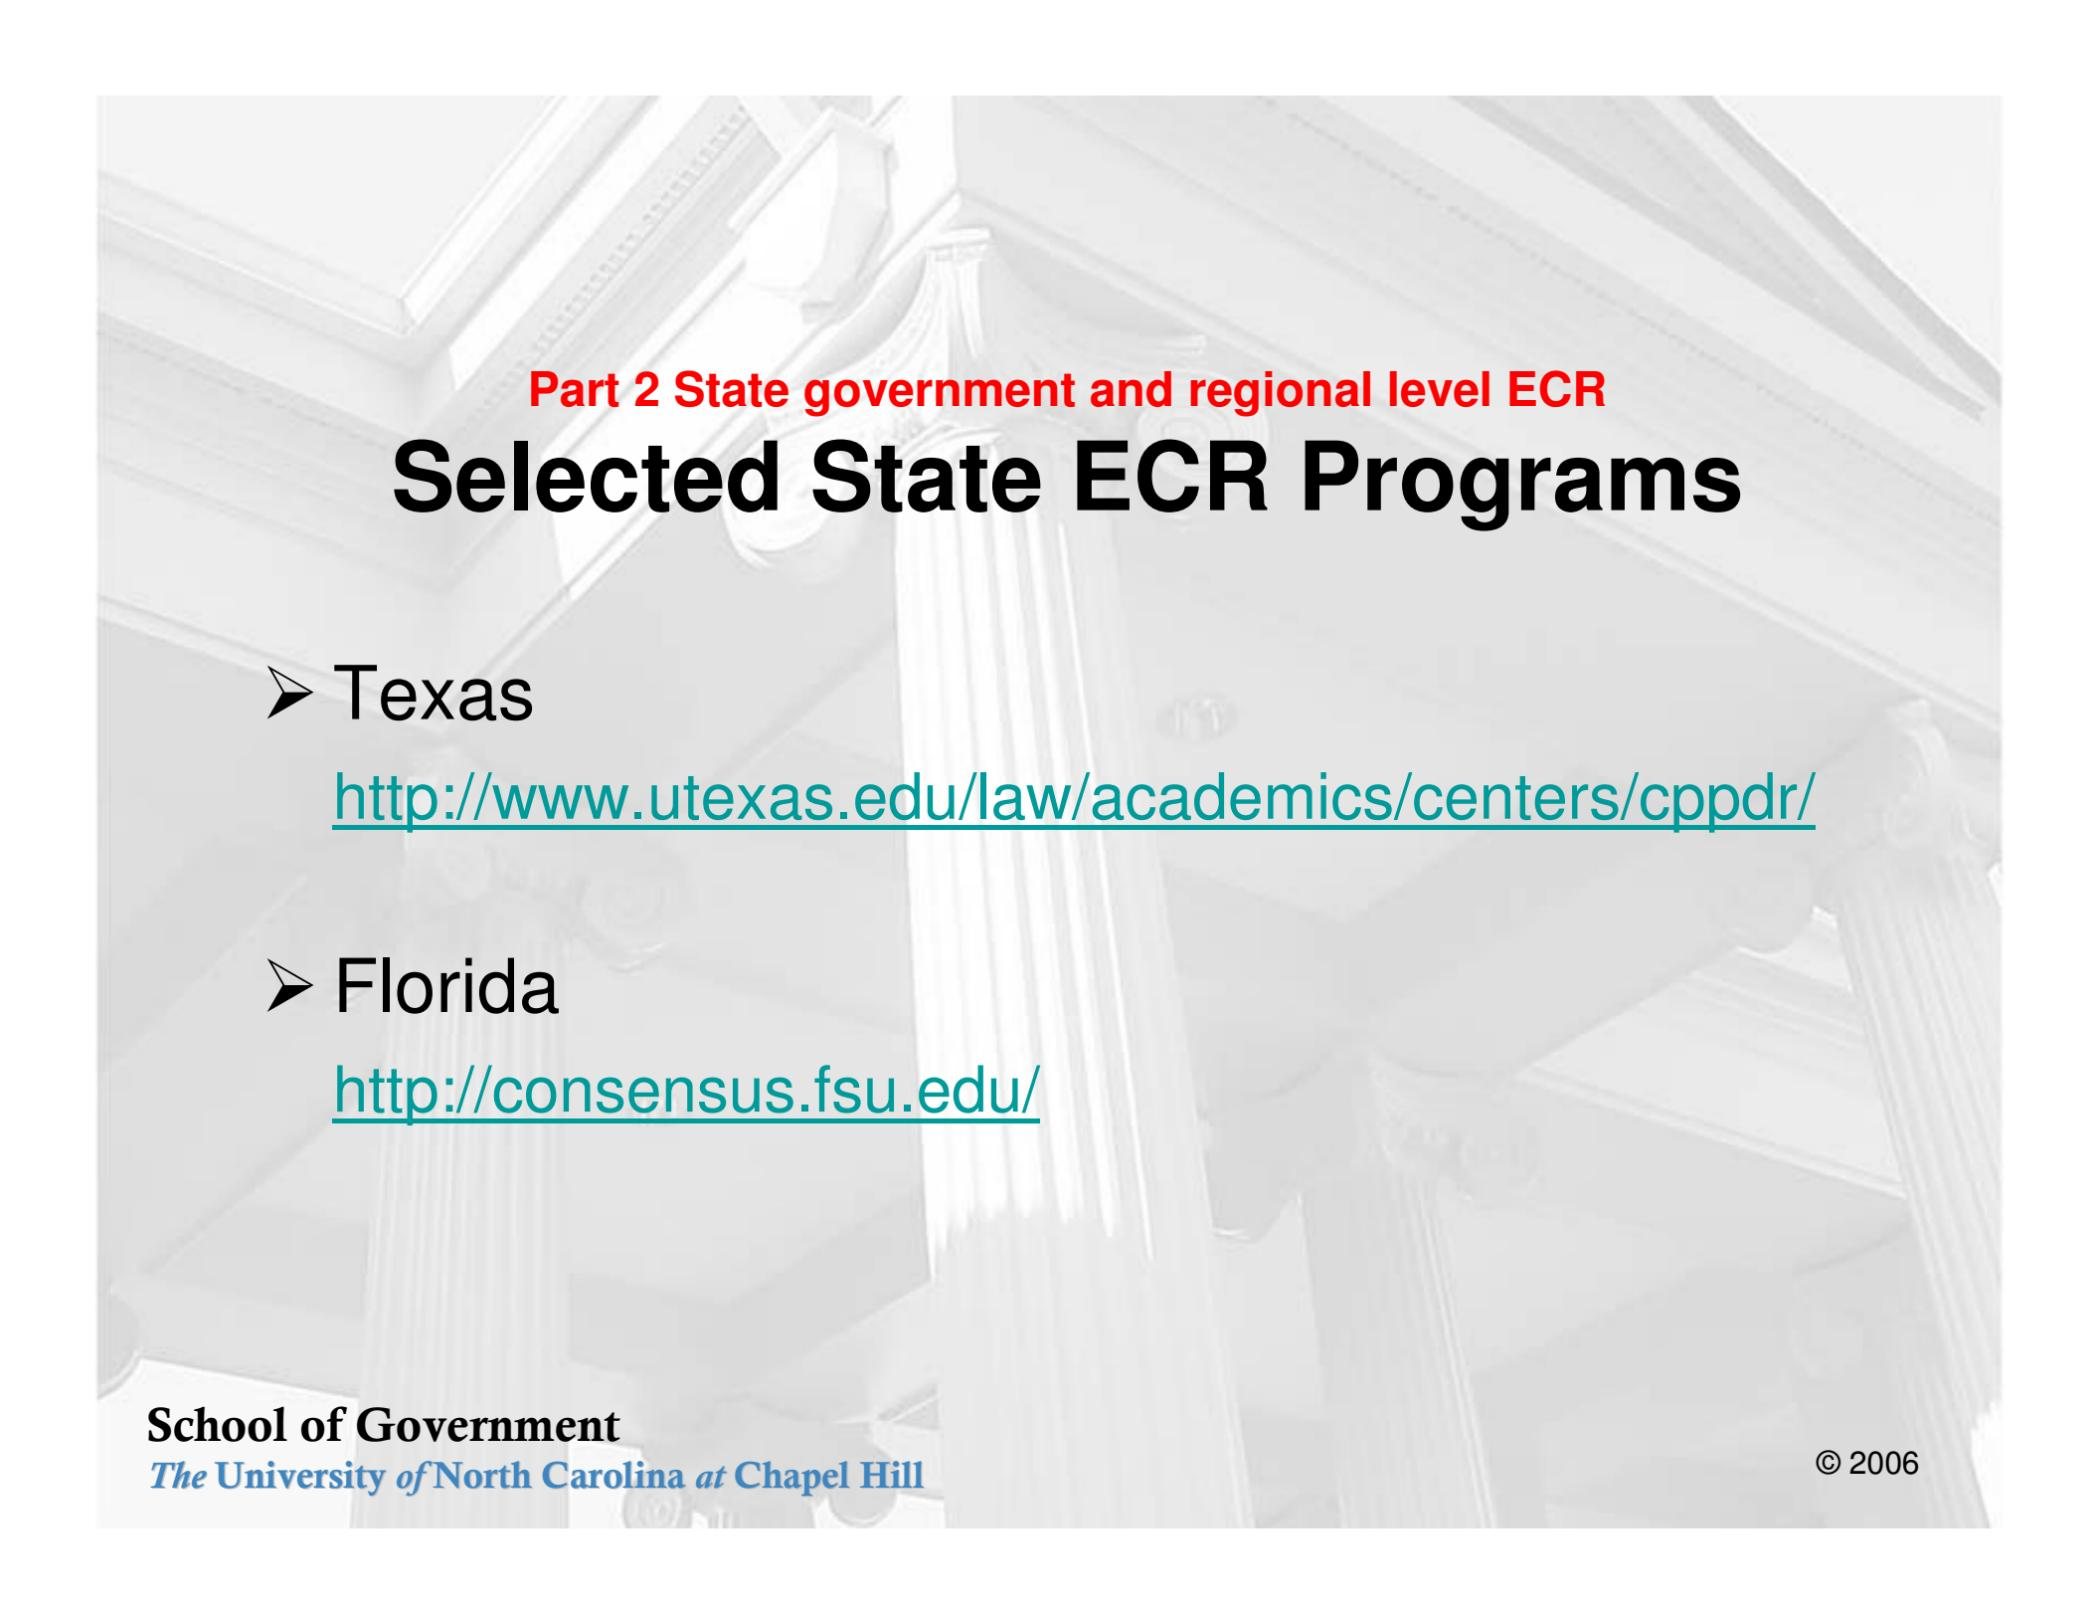 Part 2 State government and regional level ECR
Selected State ECR Programs
➢ Texas
http://www.utexas.edu/law/academics/centers/cppdr/
➢ Florida
http://consensus.fsu.edu/
School of Government
The University of North Carolina at Chapel Hill
© 2006